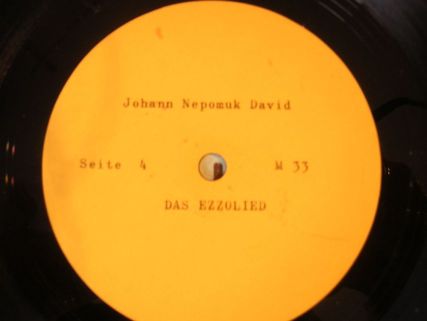 Johann Nepomuk David
Seite 4 M 33
DAS EZZOLIED